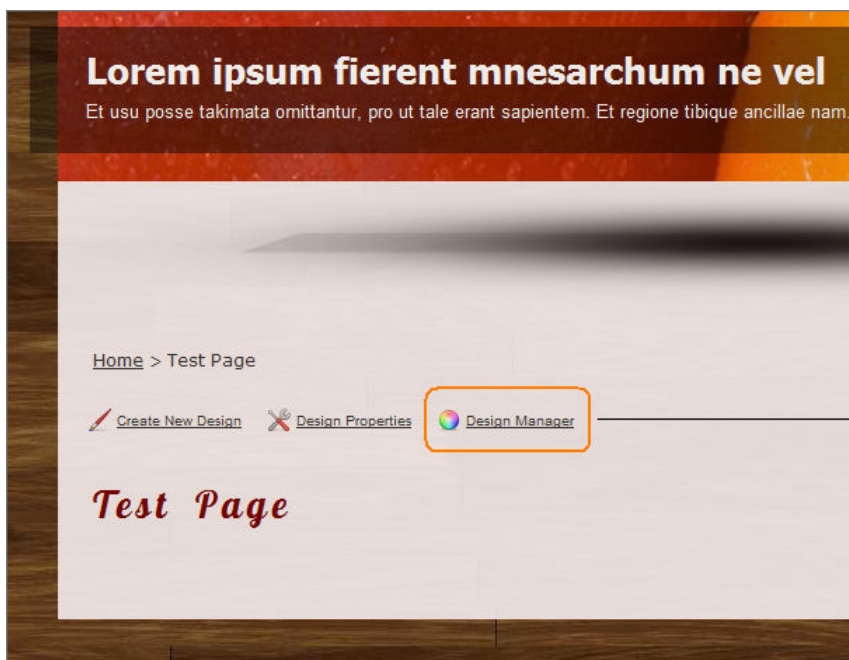 Lorem ipsum fierent mnesarchum ne vel
Et usu posse takimata omittantur, pro ut tale erant sapientem. Et regione tibique ancillae nam.
Home > Test Page
Create New Design Design Properties Design Manager
Test Page